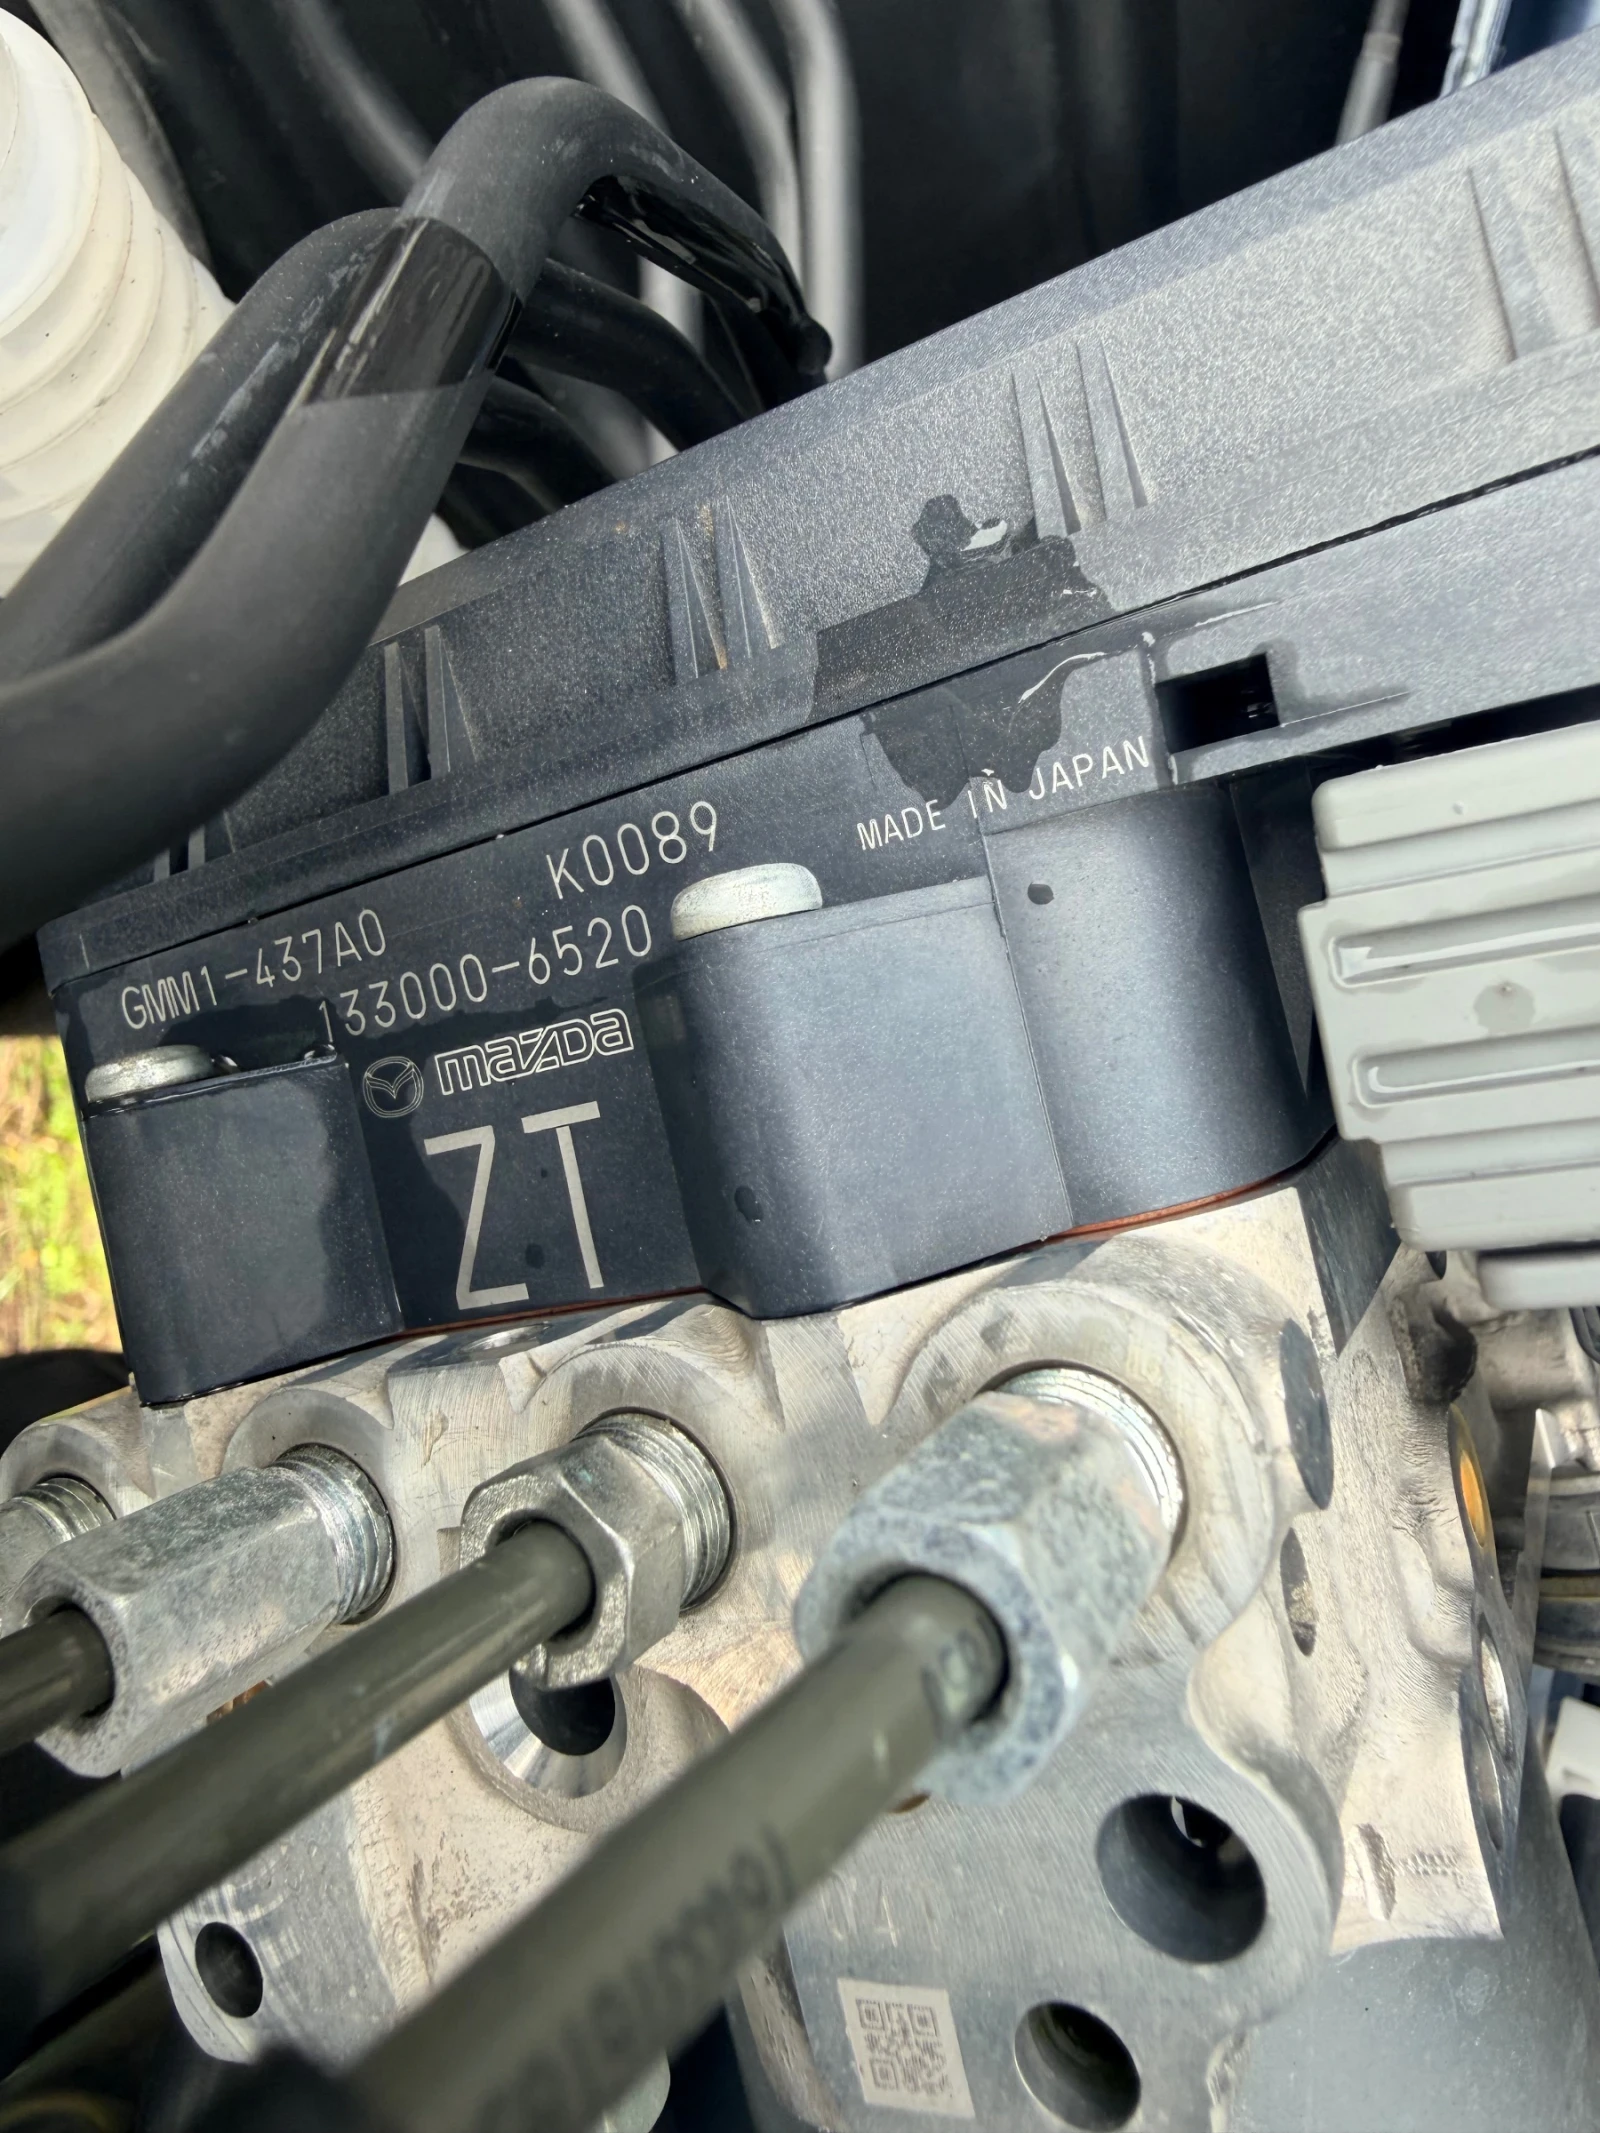 K0089
MADE IN JAPAN
GMM1-437A0
133000-6520
mazDa
ZT